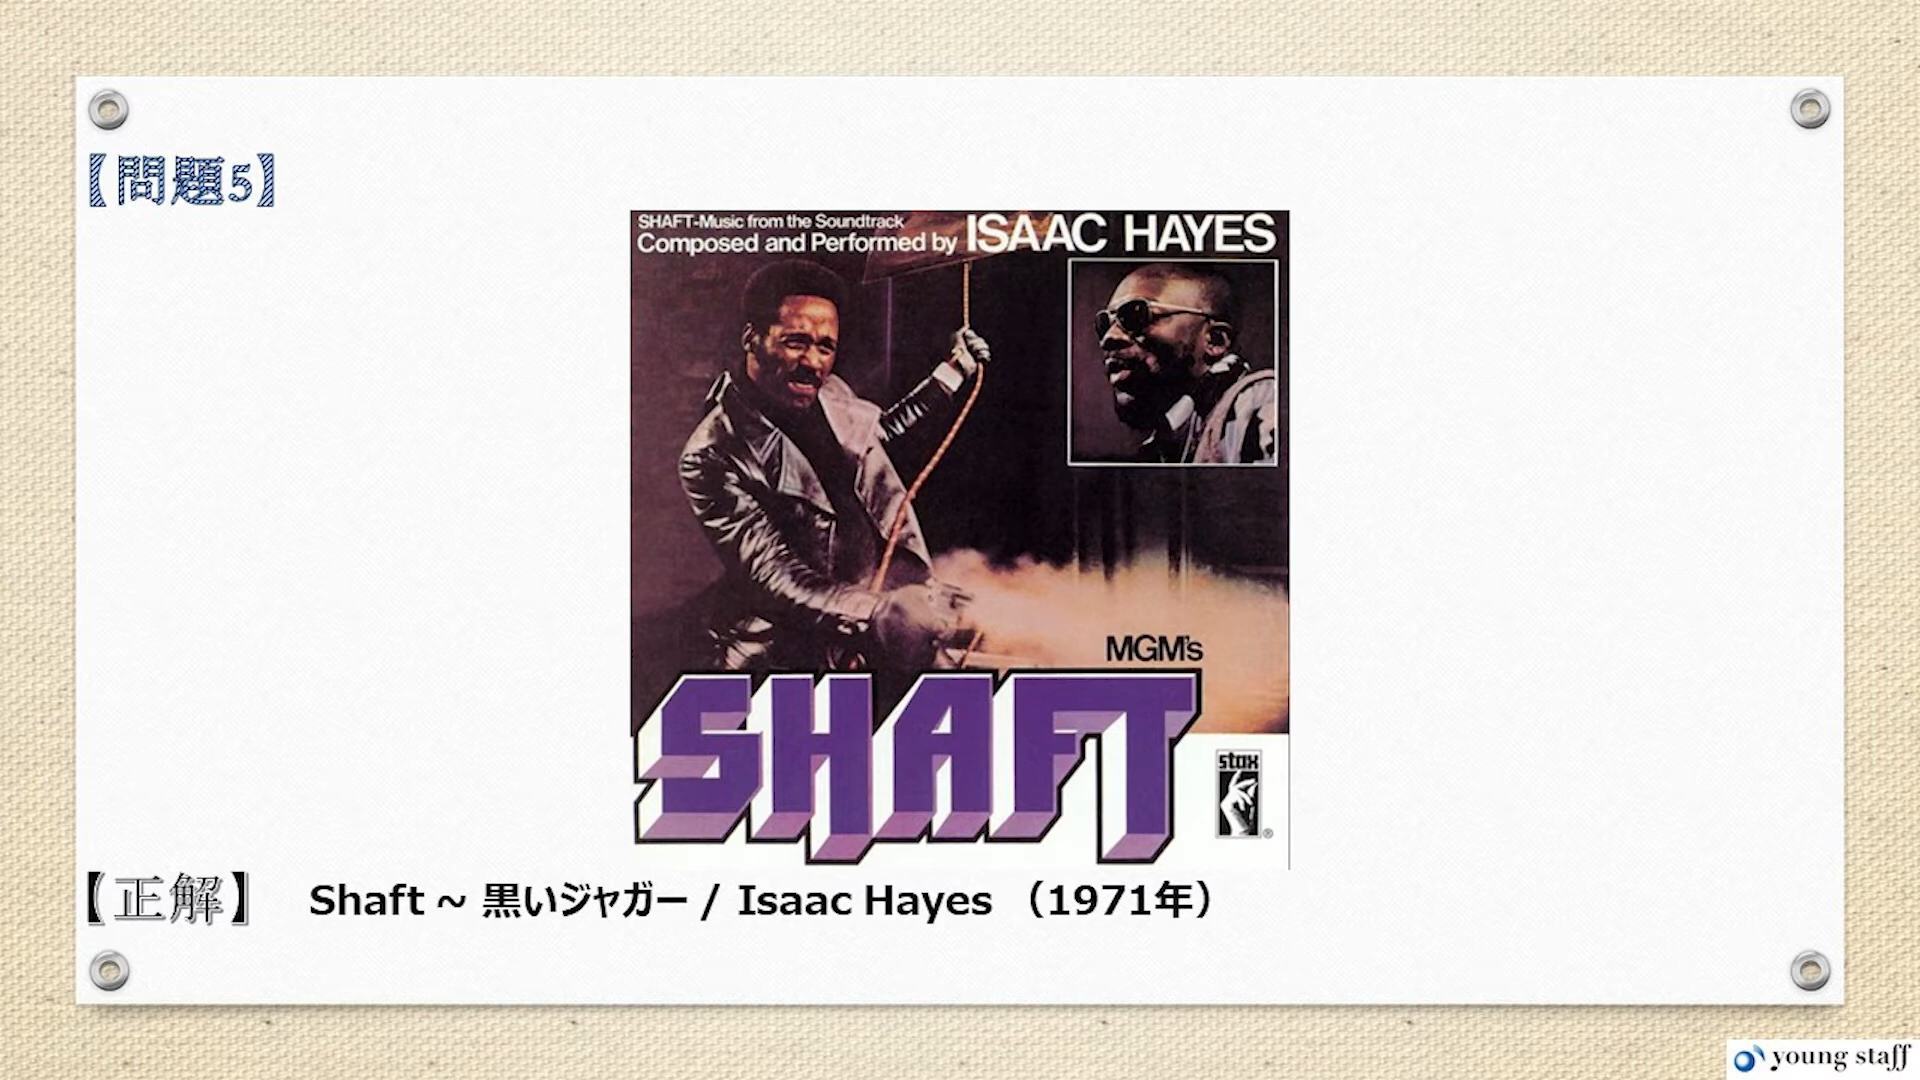 【問題5】
SHAFT-Music from the Soundtrack
Composed and Performed by ISAAC HAYES
MGM's
SHAFT
stax
®
【正解】 Shaft ~ 黒いジャガー / Isaac Hayes （1971年）
young staff